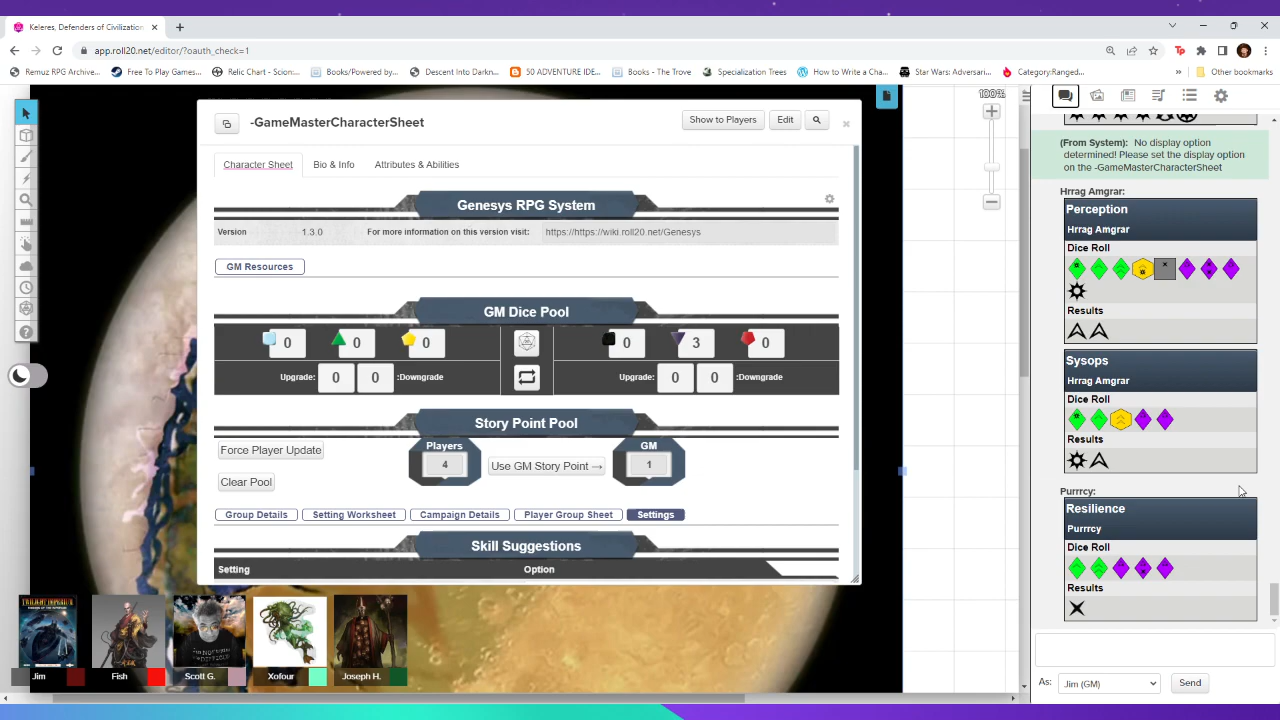 Keleres, Defenders of Civilization
app.roll20.net/editor/?oauth_check=1
Remuz RPG Archive...
Free To Play Games...
Relic Chart - Scion:...
Books/Powered by...
Descent Into Darkn...
50 ADVENTURE IDE...
Books - The Trove
Specialization Trees
How to Write a Cha...
Star Wars: Adversari...
Category:Ranged...
»
Other bookmarks
100%
-GameMasterCharacterSheet
Show to Players
Edit
Character Sheet
Bio & Info
Attributes & Abilities
Genesys RPG System
Version 1.3.0 For more information on this version visit: https://https://wiki.roll20.net/Genesys
GM Resources
GM Dice Pool
0 0 0 0 3 0
Upgrade: 0 0 :Downgrade Upgrade: 0 0 :Downgrade
Story Point Pool
Force Player Update
Clear Pool
Players
4
Use GM Story Point →
GM
1
Group Details
Setting Worksheet
Campaign Details
Player Group Sheet
Settings
Skill Suggestions
Setting Option
Jim
Fish
Scott G.
Xofour
Joseph H.
(From System): No display option
determined! Please set the display option
on the -GameMasterCharacterSheet
Hrrag Amgrar:
Perception
Hrrag Amgrar
Dice Roll
Results
Sysops
Hrrag Amgrar
Dice Roll
Results
Purrrcy:
Resilience
Purrrcy
Dice Roll
Results
As: Jim (GM) Send